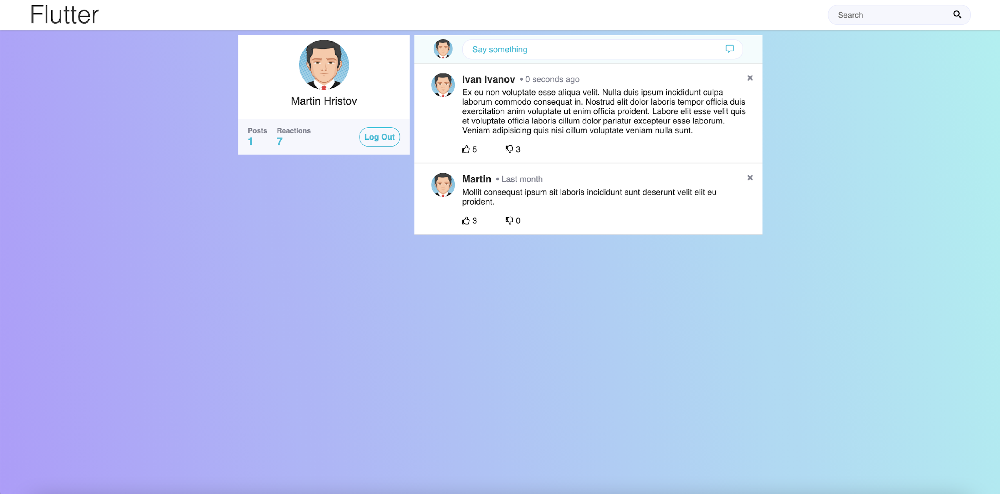 Flutter
Search
Martin Hristov
Posts Reactions
1 7
Log Out
Say something
Ivan Ivanov • 0 seconds ago
Ex eu non voluptate esse aliqua velit. Nulla duis ipsum incididunt culpa
laborum commodo consequat in. Nostrud elit dolor laboris tempor officia duis
exercitation anim voluptate ut enim officia proident. Labore elit esse velit quis
et voluptate officia laboris cillum dolor pariatur excepteur esse laborum.
Veniam adipisicing quis nisi cillum voluptate veniam nulla sunt.
5 3
Martin • Last month
Mollit consequat ipsum sit laboris incididunt sunt deserunt velit elit eu
proident.
3 0